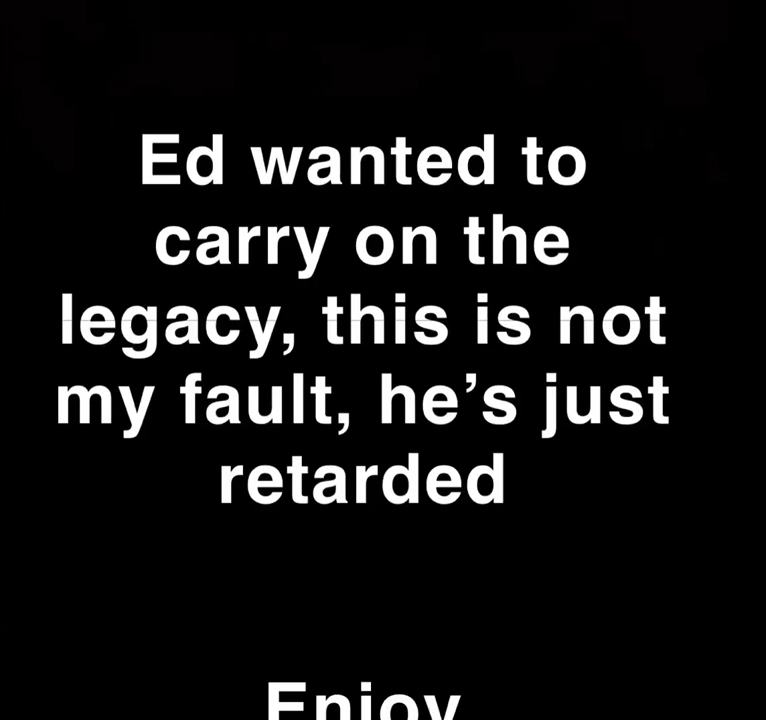 Ed wanted to
carry on the
legacy, this is not
my fault, he’s just
retarded
Enjoy